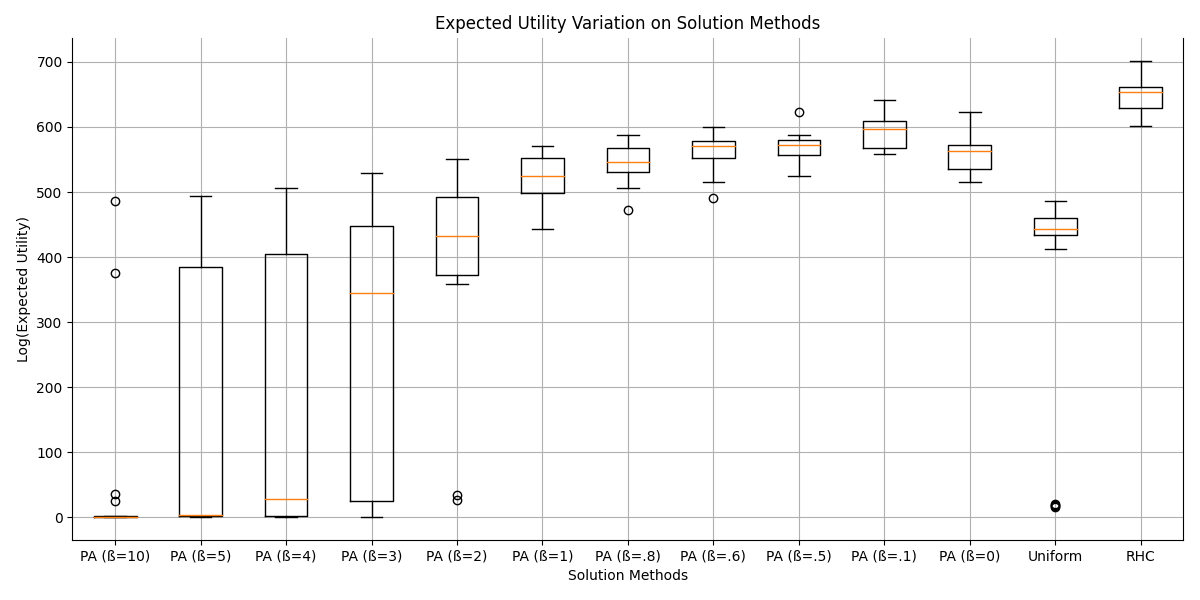 Expected Utility Variation on Solution Methods
Log(Expected Utility)
700
600
500
400
300
200
100
0
PA (ß=10) PA (ß=5) PA (ß=4) PA (ß=3) PA (ß=2) PA (ß=1) PA (ß=.8) PA (ß=.6) PA (ß=.5) PA (ß=.1) PA (ß=0) Uniform RHC
Solution Methods